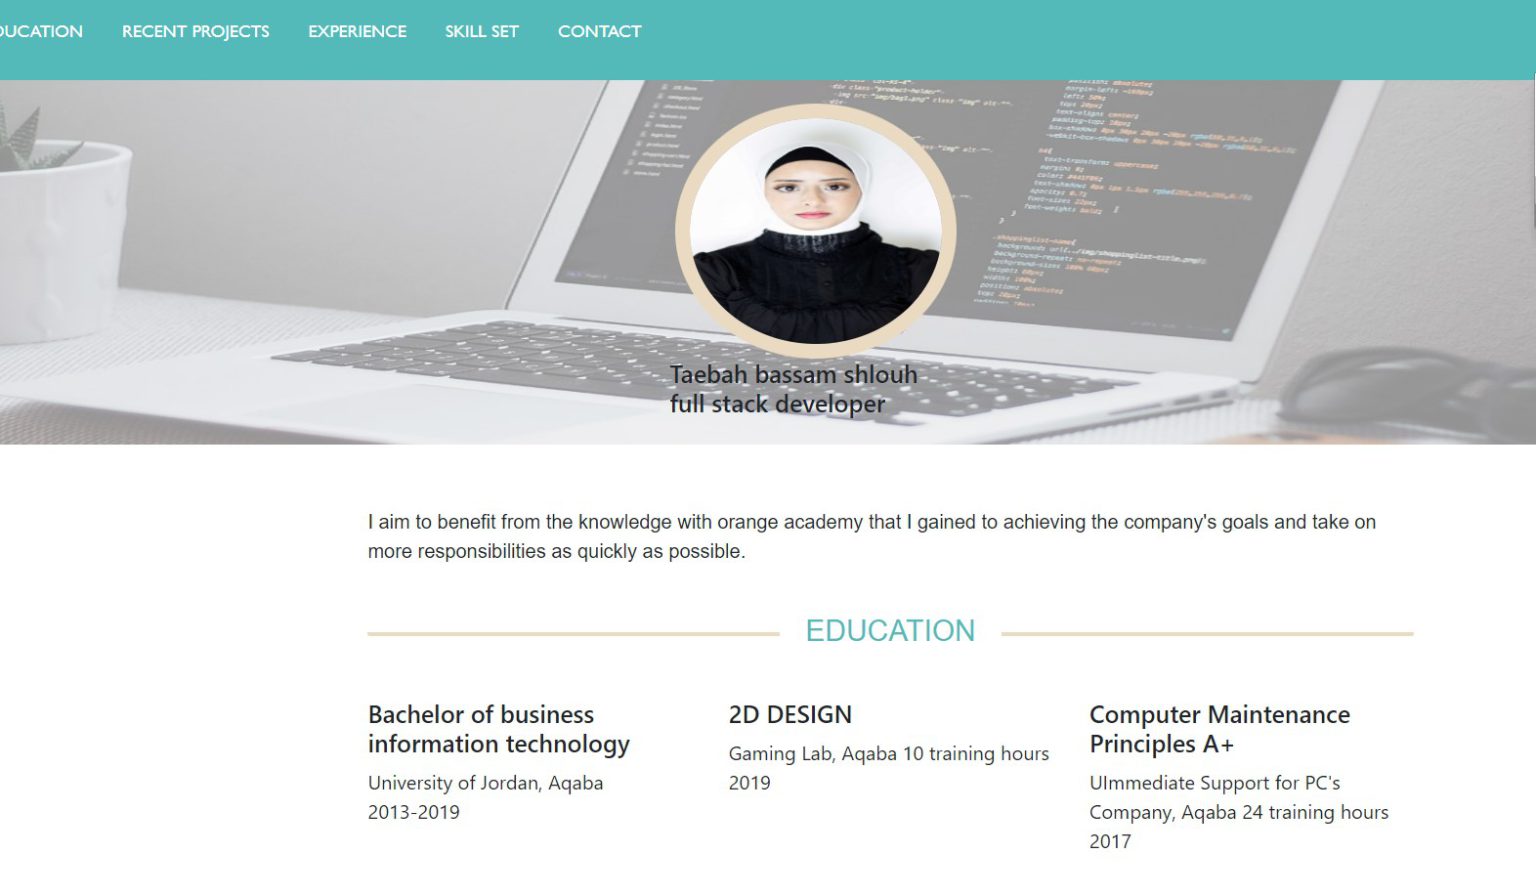 DUCATION RECENT PROJECTS EXPERIENCE SKILL SET CONTACT
Taebah bassam shlouh
full stack developer
I aim to benefit from the knowledge with orange academy that I gained to achieving the company's goals and take on
more responsibilities as quickly as possible.
EDUCATION
Bachelor of business
information technology
University of Jordan, Aqaba
2013-2019
2D DESIGN
Gaming Lab, Aqaba 10 training hours
2019
Computer Maintenance
Principles A+
UImmediate Support for PC's
Company, Aqaba 24 training hours
2017